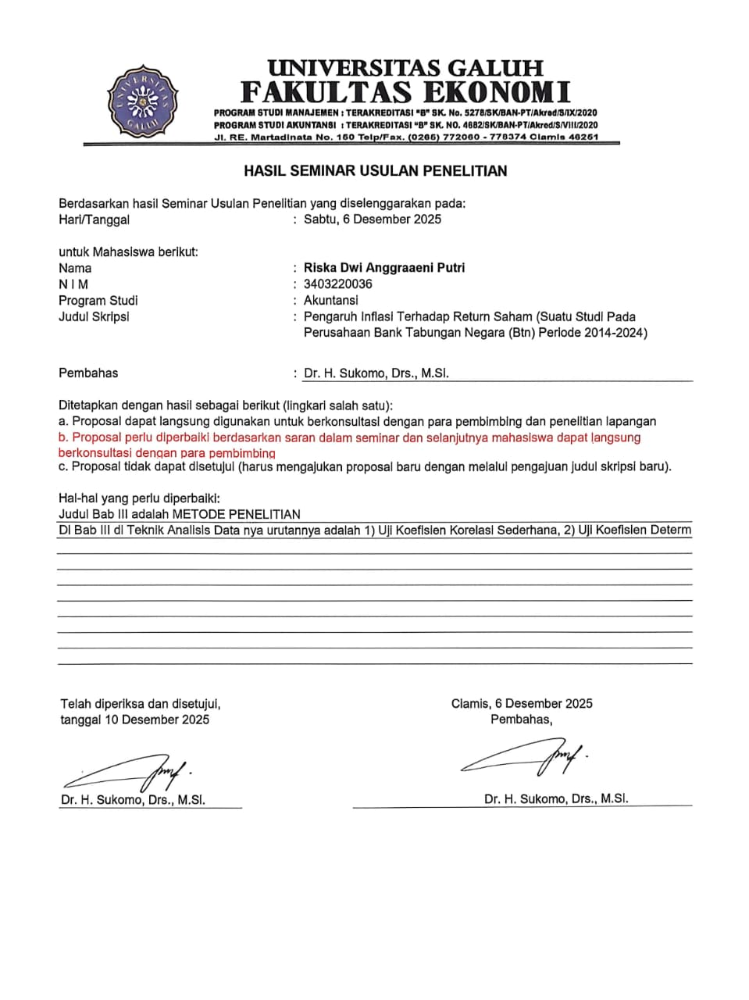 UNIVERSITAS GALUH
FAKULTAS EKONOMI
PROGRAM STUDI MANAJEMEN : TERAKREDITASI "B" SK. No. 5278/SK/BAN-PT/Akred/S/IX/2020
PROGRAM STUDI AKUNTANSI : TERAKREDITASI "B" SK. NO. 4682/SK/BAN-PT/Akred/S/VIII/2020
Jl. RE. Martadinata No. 150 Telp/Fax. (0265) 772060 - 776374 Ciamis 46251
UNIVERSITAS
GALUH
HASIL SEMINAR USULAN PENELITIAN
Berdasarkan hasil Seminar Usulan Penelitian yang diselenggarakan pada:
Hari/Tanggal : Sabtu, 6 Desember 2025
untuk Mahasiswa berikut:
Nama : Riska Dwi Anggraaeni Putri
N I M : 3403220036
Program Studi : Akuntansi
Judul Skripsi : Pengaruh Inflasi Terhadap Return Saham (Suatu Studi Pada
Perusahaan Bank Tabungan Negara (Btn) Periode 2014-2024)
Pembahas : Dr. H. Sukomo, Drs., M.SI.
Ditetapkan dengan hasil sebagai berikut (lingkari salah satu):
a. Proposal dapat langsung digunakan untuk berkonsultasi dengan para pembimbing dan penelitian lapangan
b. Proposal perlu diperbaiki berdasarkan saran dalam seminar dan selanjutnya mahasiswa dapat langsung
berkonsultasi dengan para pembimbing
c. Proposal tidak dapat disetujui (harus mengajukan proposal baru dengan melalui pengajuan judul skripsi baru).
Hal-hal yang perlu diperbaiki:
Judul Bab III adalah METODE PENELITIAN
Di Bab III di Teknik Analisis Data nya urutannya adalah 1) Uji Koefisien Korelasi Sederhana, 2) Uji Koefisien Determ
Telah diperiksa dan disetujui,
tanggal 10 Desember 2025
Ciamis, 6 Desember 2025
Pembahas,
Dr. H. Sukomo, Drs., M.SI.
Dr. H. Sukomo, Drs., M.SI.